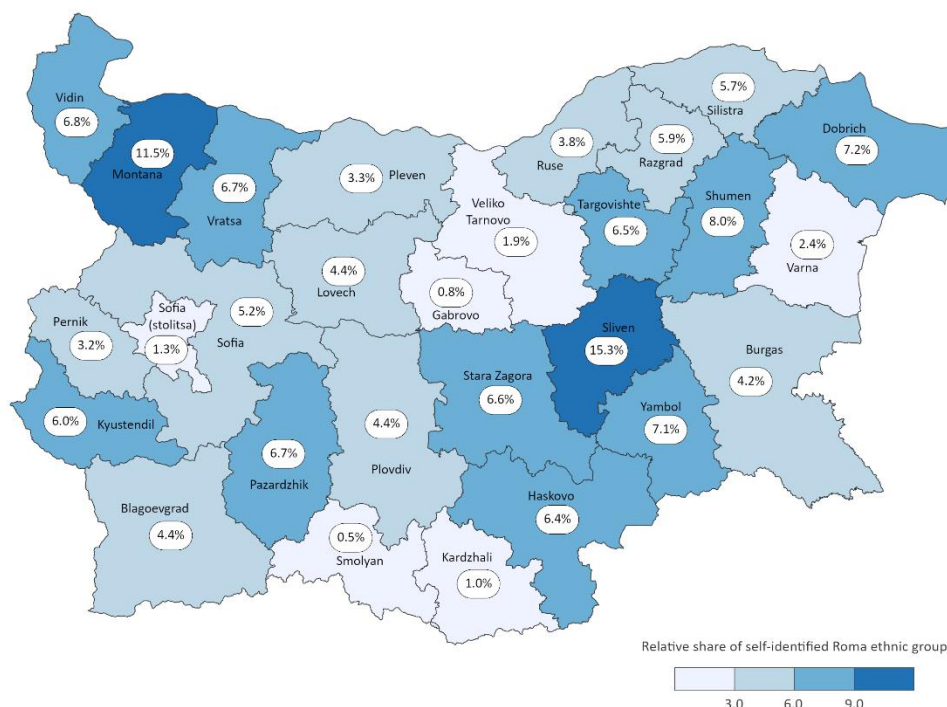 Vidin
6.8%
11.5%
Montana
6.7%
Vratsa
3.3%
Pleven
4.4%
Lovech
Veliko
Tarnovo
1.9%
0.8%
Gabrovo
3.8%
Ruse
5.7%
Silistra
5.9%
Razgrad
Dobrich
7.2%
Targovishte
6.5%
Shumen
8.0%
2.4%
Varna
Sofia
(stolitsa)
1.3%
5.2%
Sofia
Pernik
3.2%
6.0%
Kyustendil
6.7%
Pazardzhik
4.4%
Plovdiv
Stara Zagora
6.6%
Sliven
15.3%
Yambol
7.1%
Burgas
4.2%
Blagoevgrad
4.4%
0.5%
Smolyan
Kardzhali
1.0%
Haskovo
6.4%
Relative share of self-identified Roma ethnic group
3.0 6.0 9.0